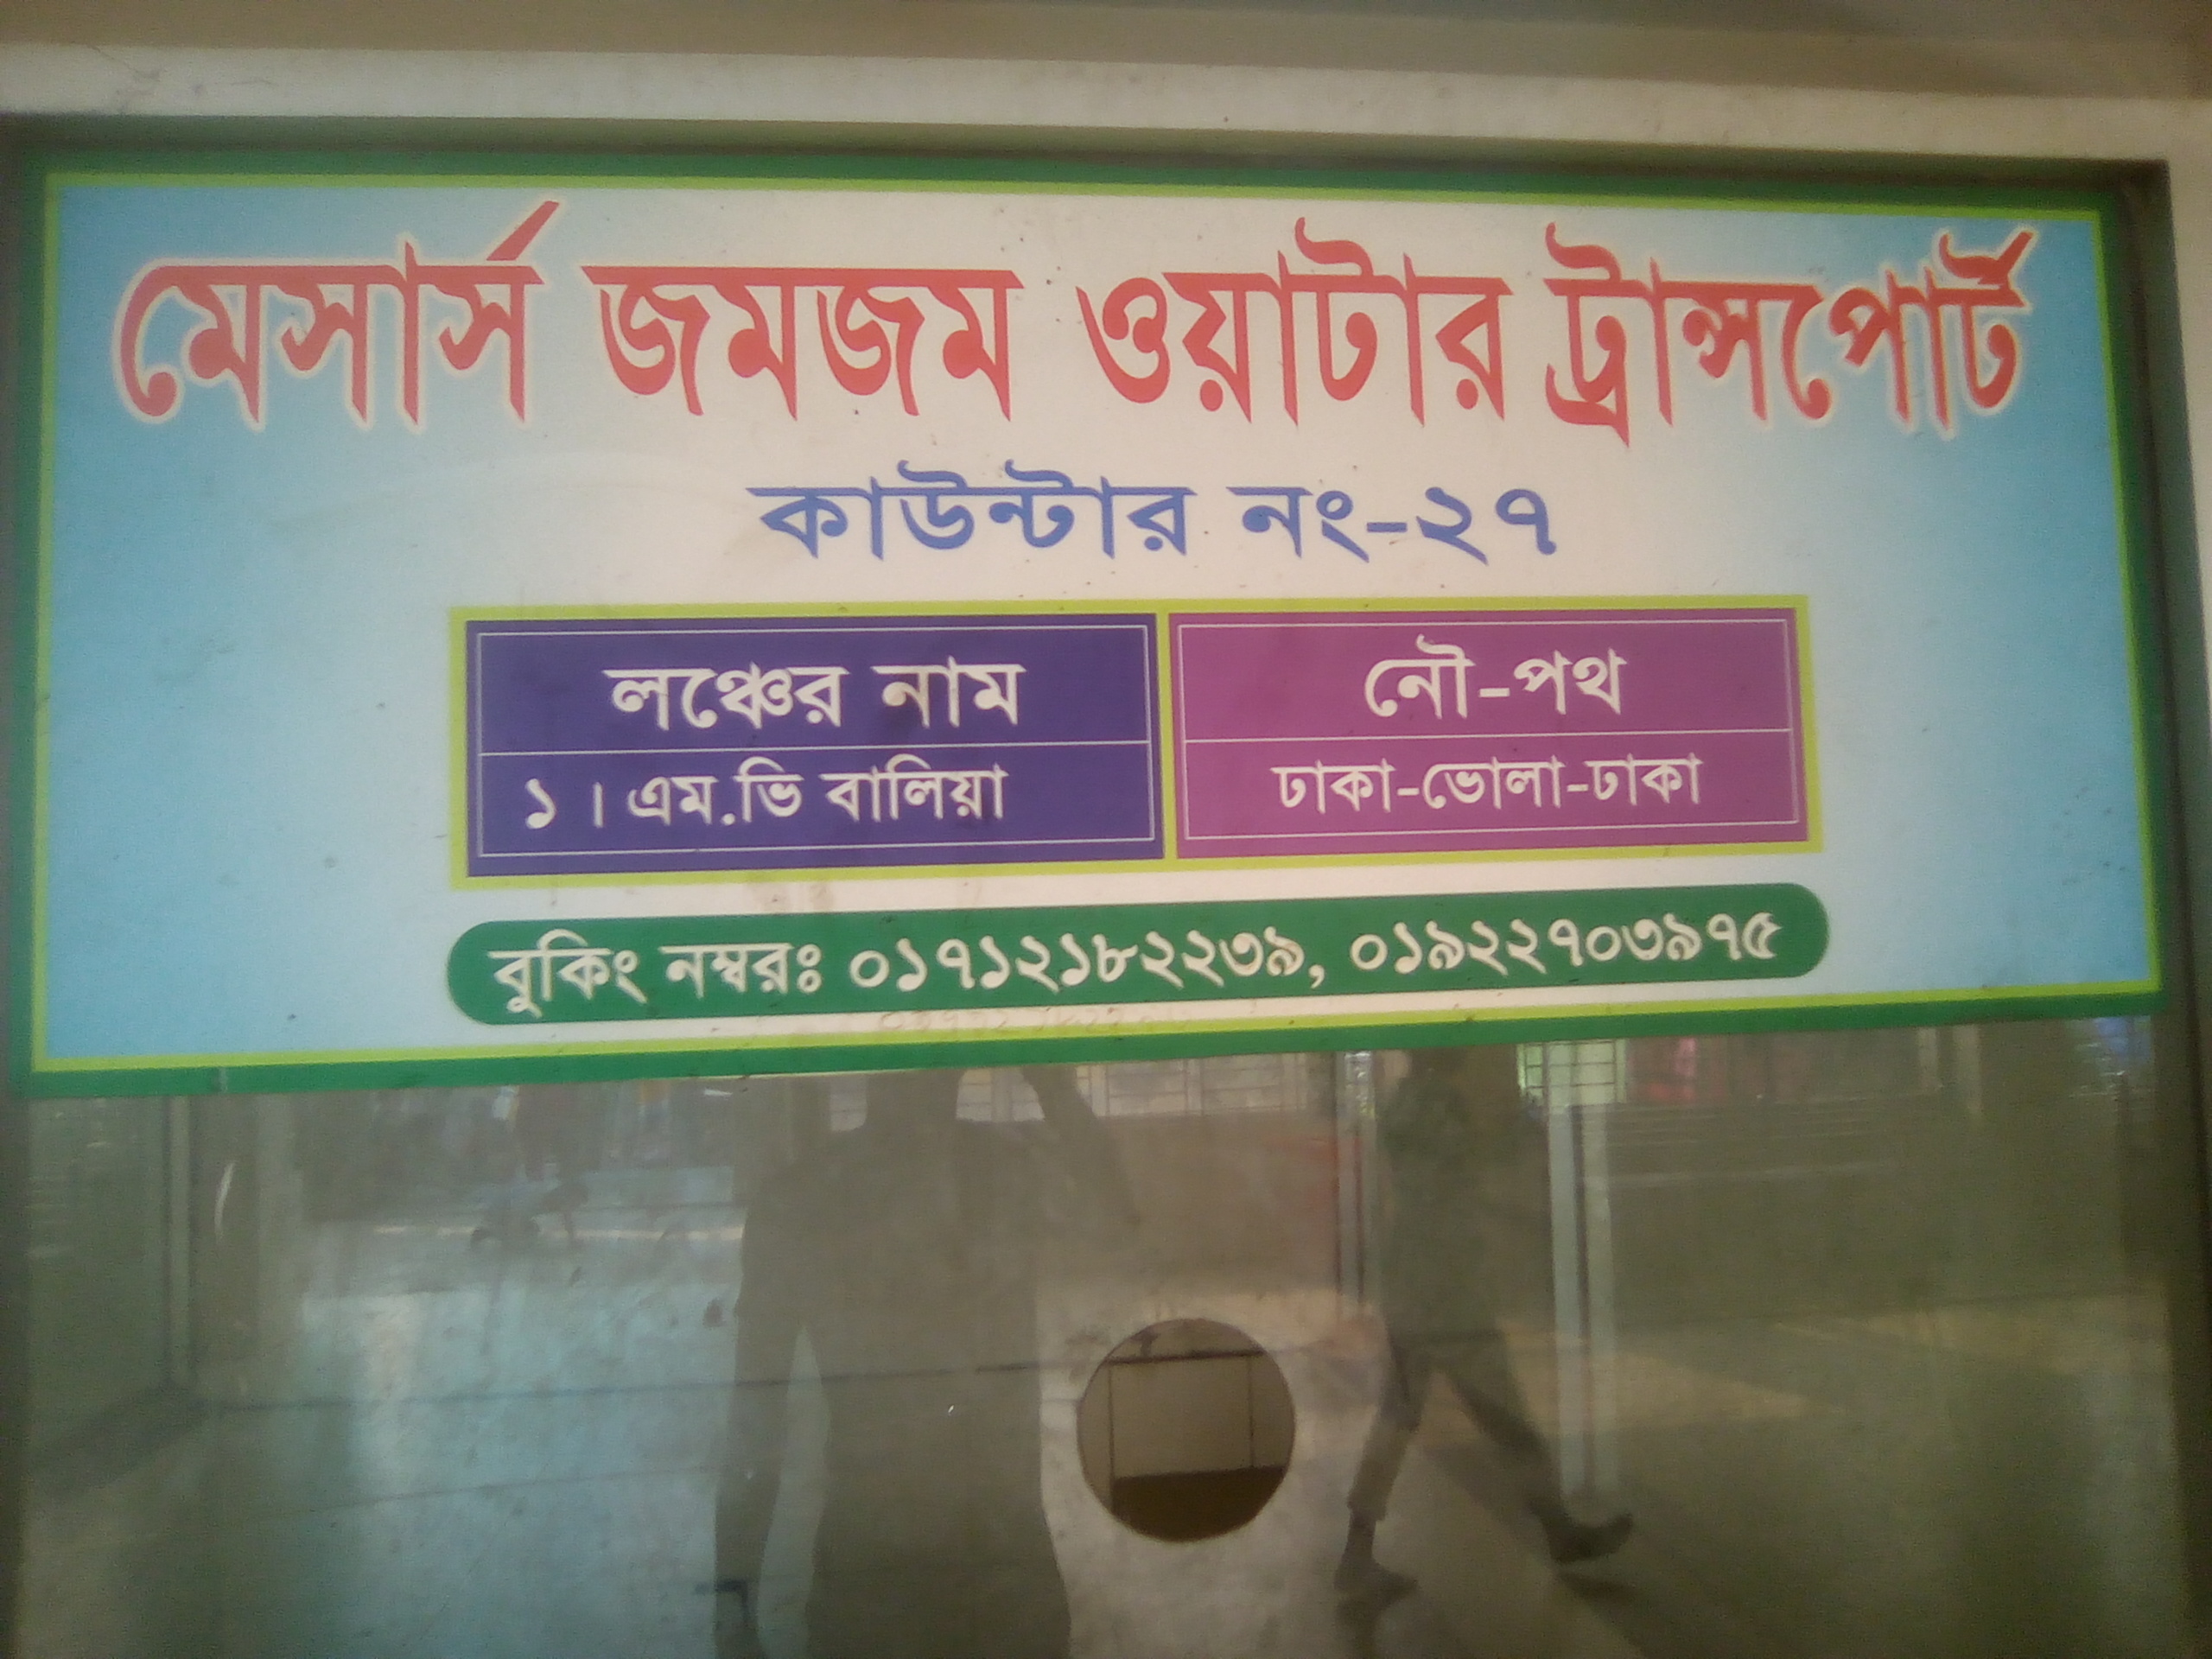 মেসার্স জমজম ওয়াটার ট্রান্সপোর্ট
কাউন্টার নং-২৭
লঞ্চের নাম
১। এম.ভি বালিয়া
নৌ-পথ
ঢাকা-ভোলা-ঢাকা
বুকিং নম্বরঃ ০১৭১২১৮২২৩৯, ০১৯২২৭০৩৯৭৫